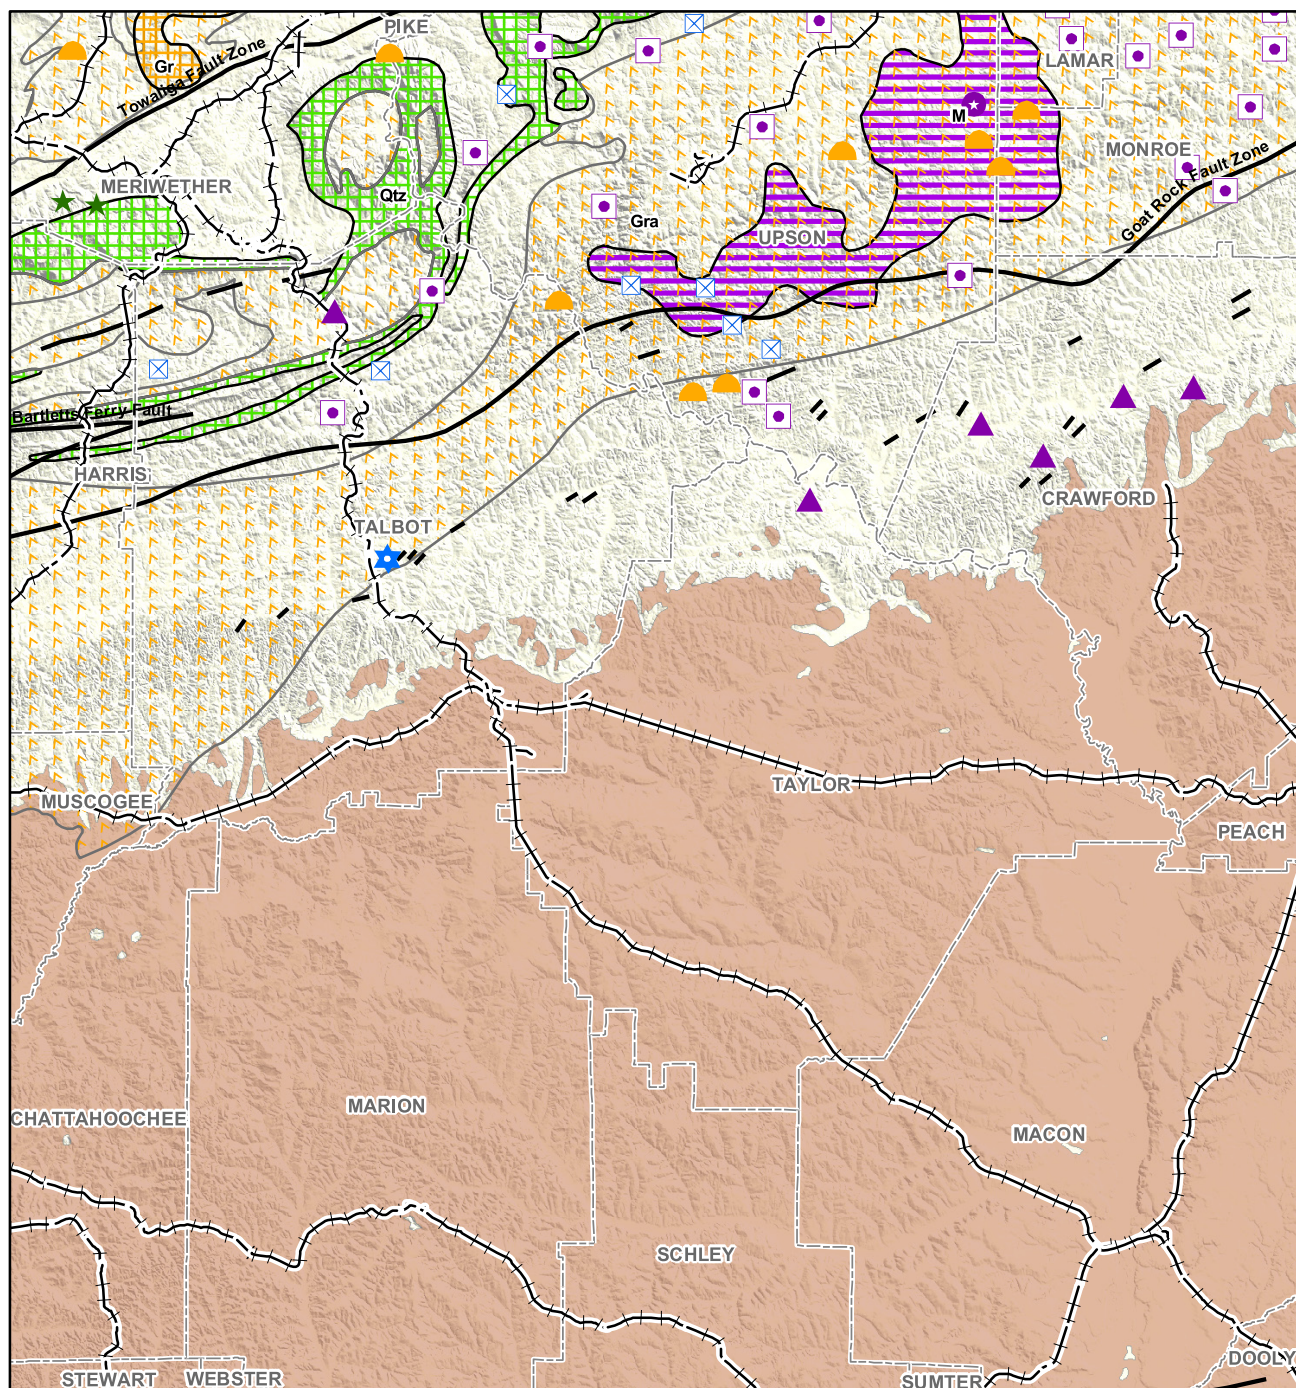 PIKE
LAMAR
Gr
Towaliga Fault Zone
M
MONROE
MERIWETHER
Qtz
Gra
UPSON
Goat Rock Fault Zone
Bartletts Ferry Fault
HARRIS
CRAWFORD
TALBOT
TAYLOR
MUSCOGEE
PEACH
MARION
CHATTAHOOCHEE
MACON
SCHLEY
DOOLY
STEWART
WEBSTER
SUMTER